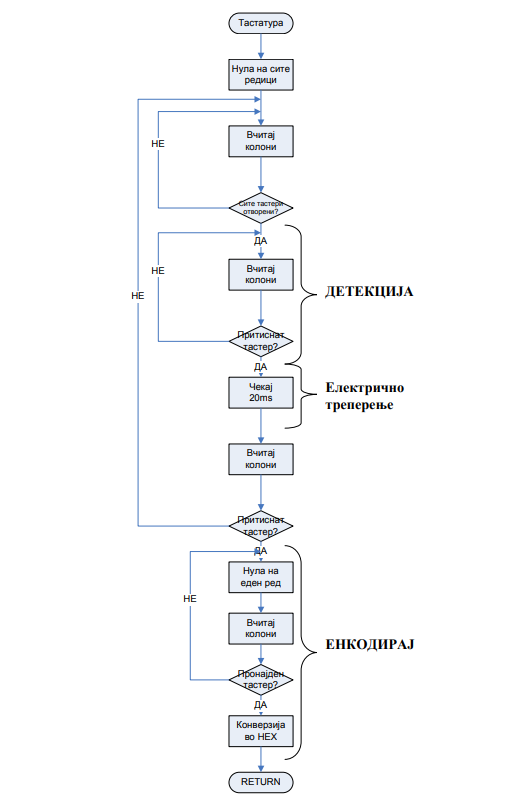 Тастатура
Нула на сите
редици
Вчитај
колони
НЕ
Сите тастери
отворени?
ДА
НЕ
Вчитај
колони
ДЕТЕКЦИЈА
НЕ
Притиснат
тастер?
ДА
Чекај
20ms
Електрично
треперење
Вчитај
колони
Притиснат
тастер?
ДА
Нула на
еден ред
НЕ
Вчитај
колони
ЕНКОДИРАЈ
Пронајден
тастер?
ДА
Конверзија
во HEX
RETURN